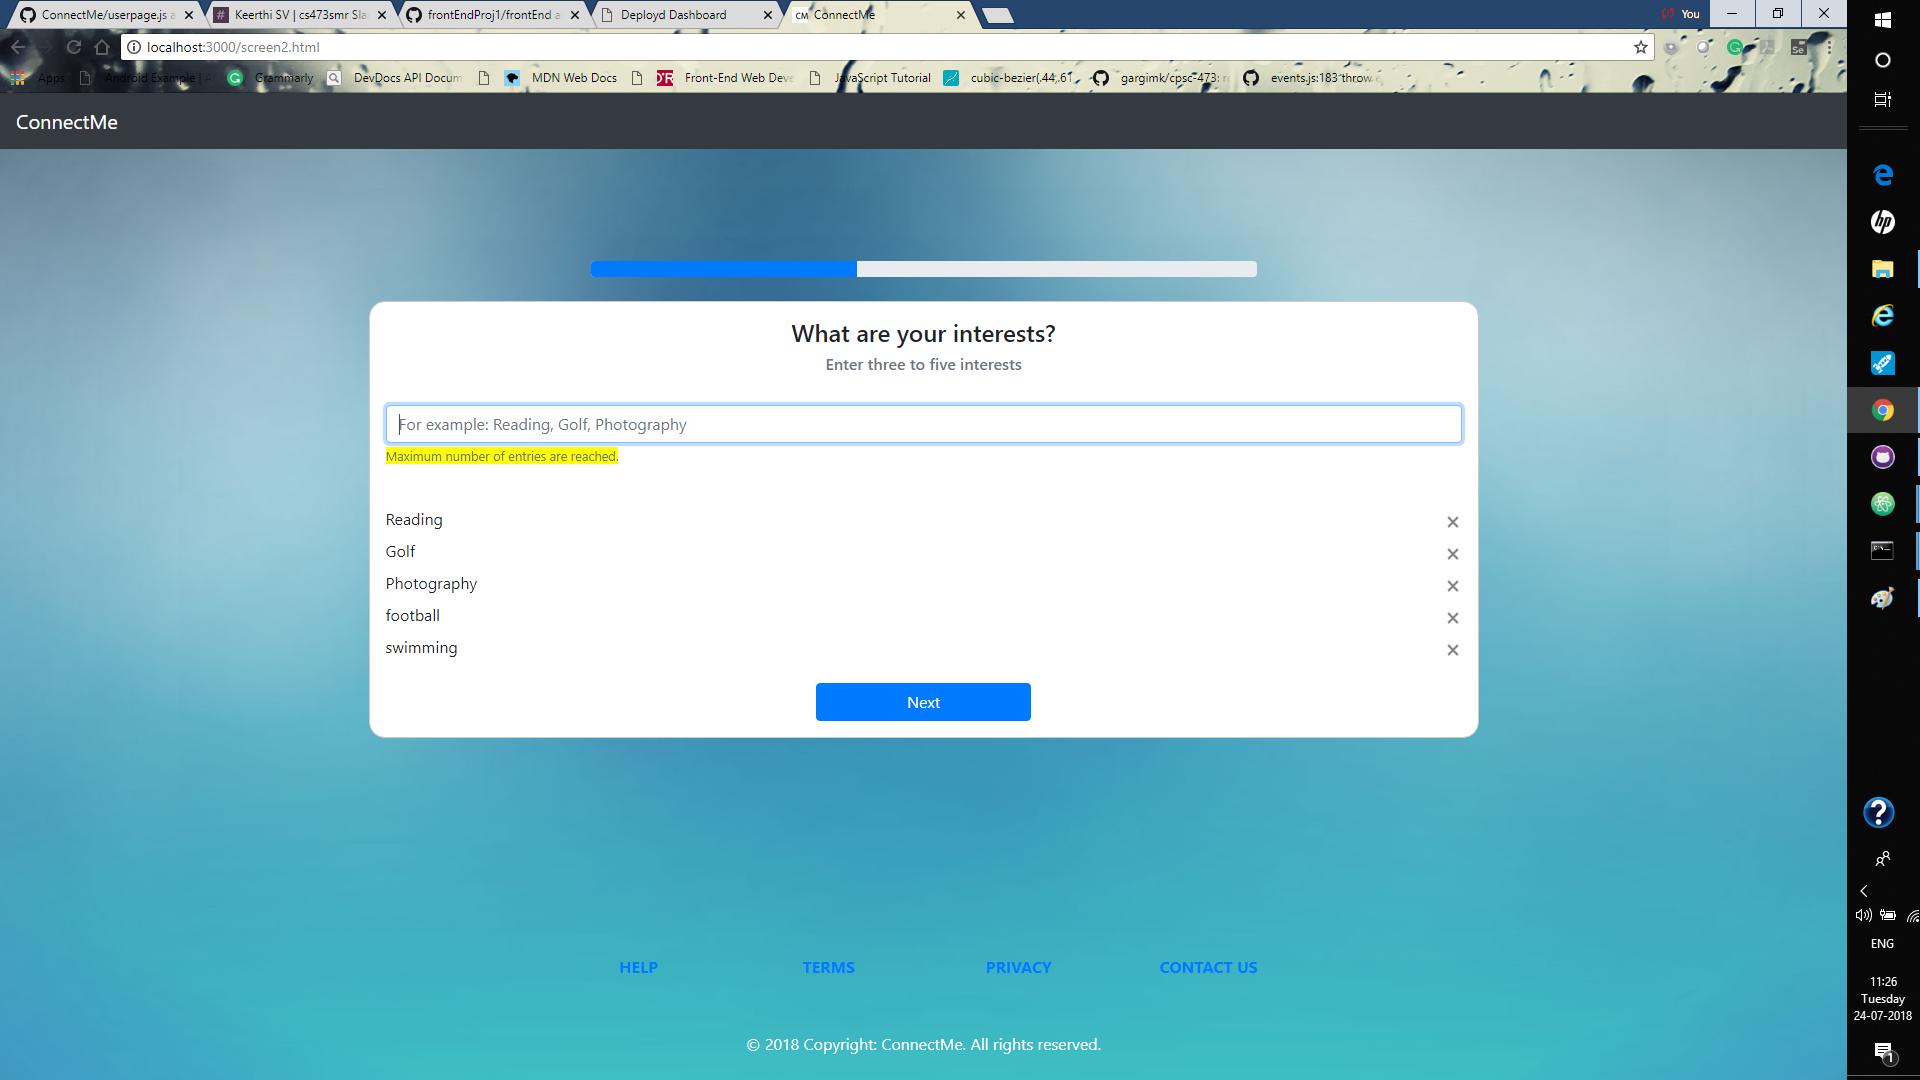 ConnectMe/userpage.js a
Keerthi SV | cs473smr Sla
frontEndProj1/frontEnd a
Deployd Dashboard
CM ConnectMe
You
localhost:3000/screen2.html
Apps
Android Example | A
Grammarly
DevDocs API Docum
MDN Web Docs
Front-End Web Deve
JavaScript Tutorial
cubic-bezier(.44,.61
gargimk/cpsc-473: re
events.js:183 throw e
ConnectMe
What are your interests?
Enter three to five interests
For example: Reading, Golf, Photography
Maximum number of entries are reached.
Reading
Golf
Photography
football
swimming
Next
HELP
TERMS
PRIVACY
CONTACT US
© 2018 Copyright: ConnectMe. All rights reserved.
ENG
11:26
Tuesday
24-07-2018
1